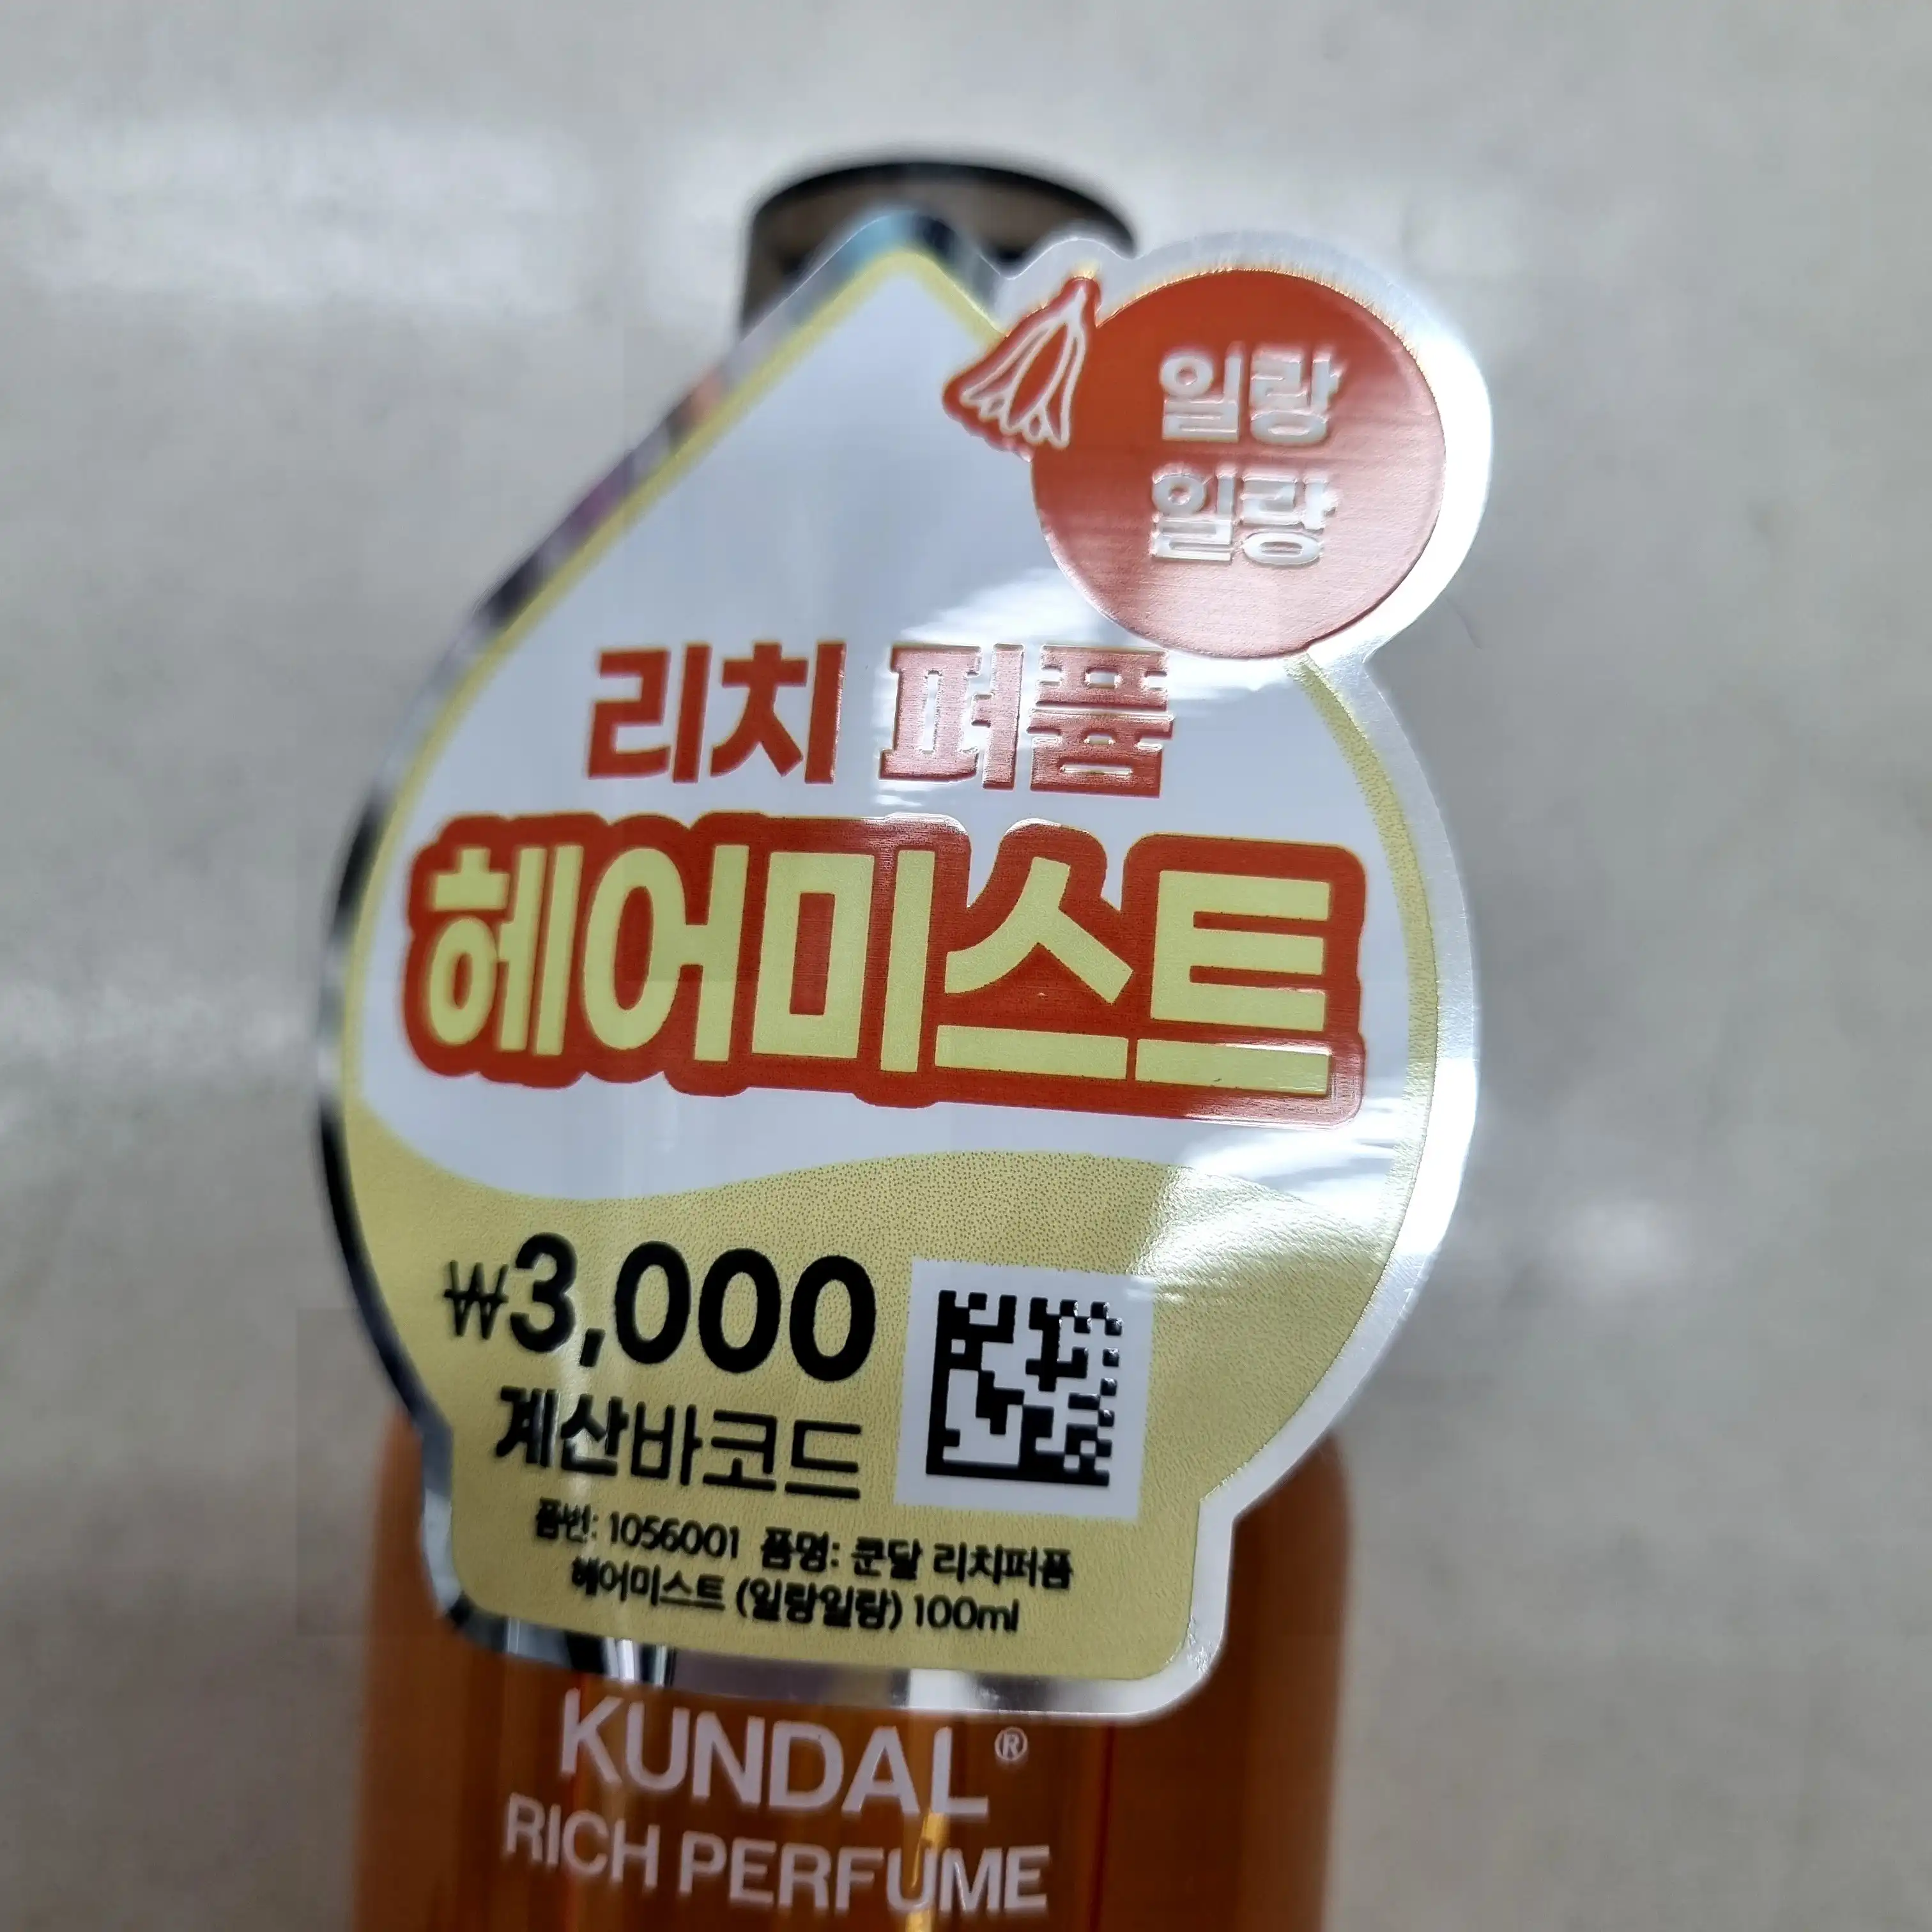 일랑
일랑
리치 퍼퓸
헤어미스트
₩3,000
계산바코드
품번: 1056001 품명: 쿤달 리치퍼퓸
헤어미스트 (일랑일랑) 100ml
KUNDAL®
RICH PERFUME